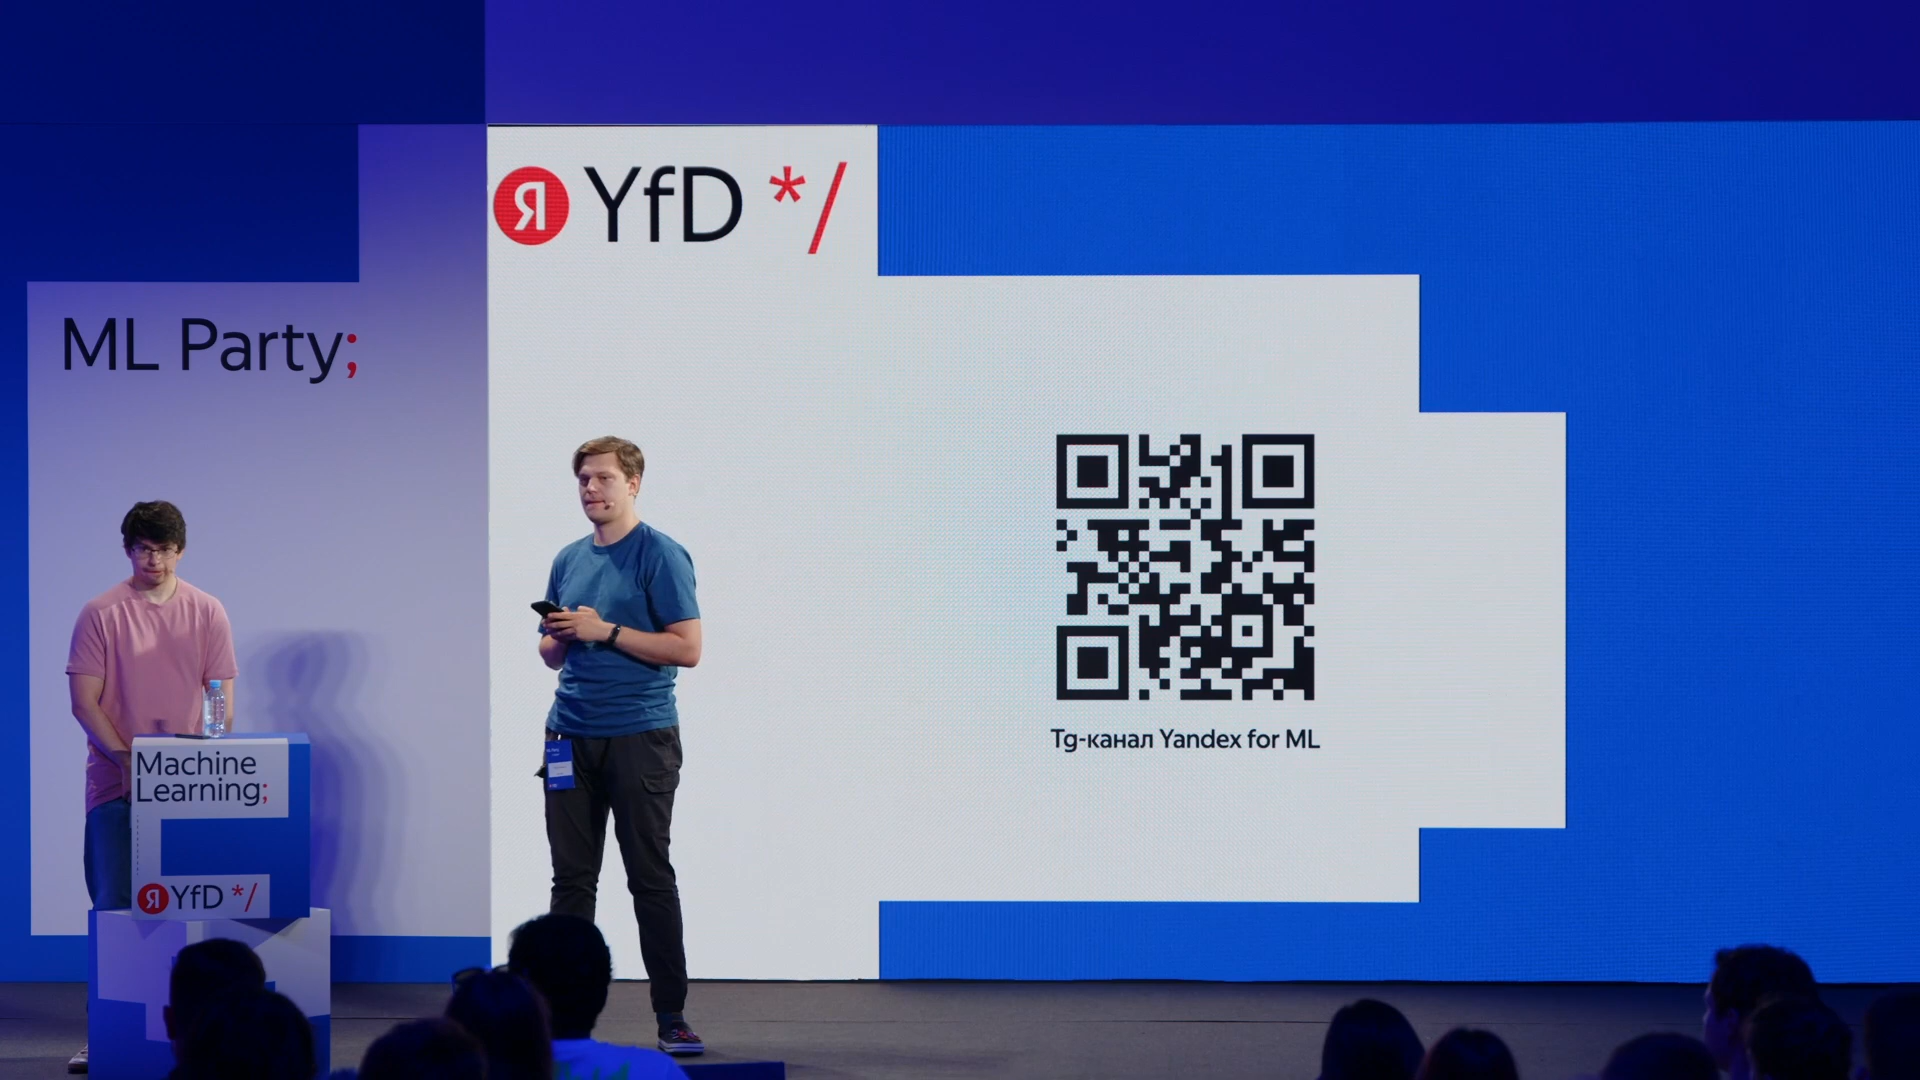 Я YfD */
ML Party;
Tg-канал Yandex for ML
Machine
Learning;
Я YfD */